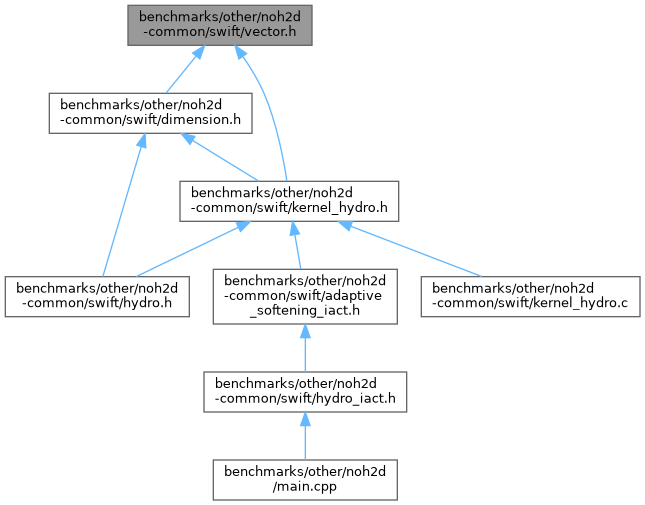 benchmarks/other/noh2d
-common/swift/vector.h
benchmarks/other/noh2d
-common/swift/dimension.h
benchmarks/other/noh2d
-common/swift/kernel_hydro.h
benchmarks/other/noh2d
-common/swift/hydro.h
benchmarks/other/noh2d
-common/swift/adaptive
_softening_iact.h
benchmarks/other/noh2d
-common/swift/kernel_hydro.c
benchmarks/other/noh2d
-common/swift/hydro_iact.h
benchmarks/other/noh2d
/main.cpp